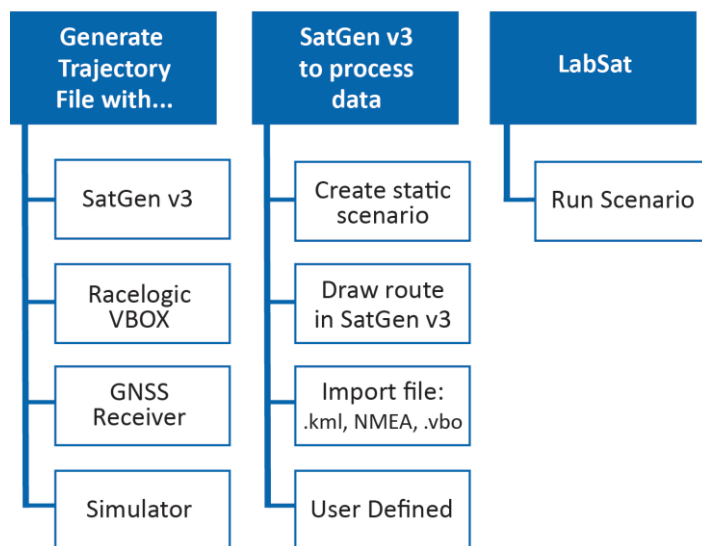 Generate
Trajectory
File with...
SatGen v3
Racelogic
VBOX
GNSS
Receiver
Simulator
SatGen v3
to process
data
Create static
scenario
Draw route
in SatGen v3
Import file:
.kml, NMEA, .vbo
User Defined
LabSat
Run Scenario